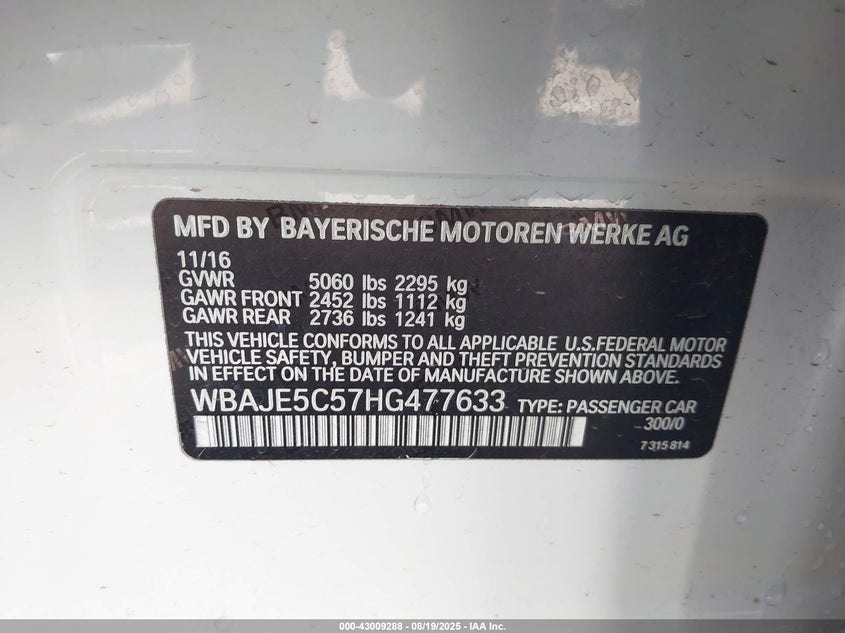 MFD BY BAYERISCHE MOTOREN WERKE AG
11/16
GVWR 5060 lbs 2295 kg
GAWR FRONT 2452 lbs 1112 kg
GAWR REAR 2736 lbs 1241 kg
THIS VEHICLE CONFORMS TO ALL APPLICABLE U.S.FEDERAL MOTOR
VEHICLE SAFETY, BUMPER AND THEFT PREVENTION STANDARDS
IN EFFECT ON THE DATE OF MANUFACTURE SHOWN ABOVE.
WBAJE5C57HG477633 TYPE: PASSENGER CAR
300/0
7 315 814
000-43009288 - 08/19/2025 - IAA Inc.